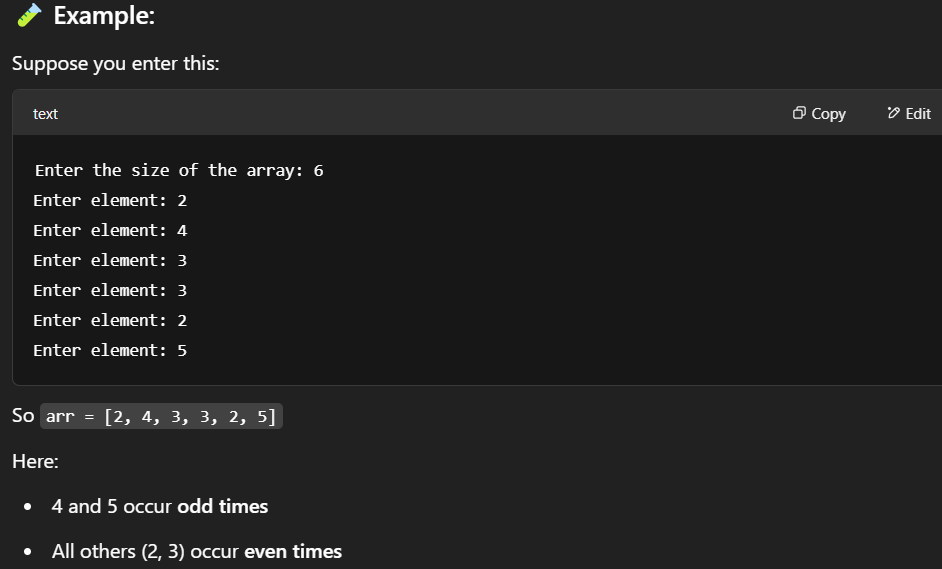 Example:
Suppose you enter this:
text Copy Edit
Enter the size of the array: 6
Enter element: 2
Enter element: 4
Enter element: 3
Enter element: 3
Enter element: 2
Enter element: 5
So arr = [2, 4, 3, 3, 2, 5]
Here:
• 4 and 5 occur odd times
• All others (2, 3) occur even times